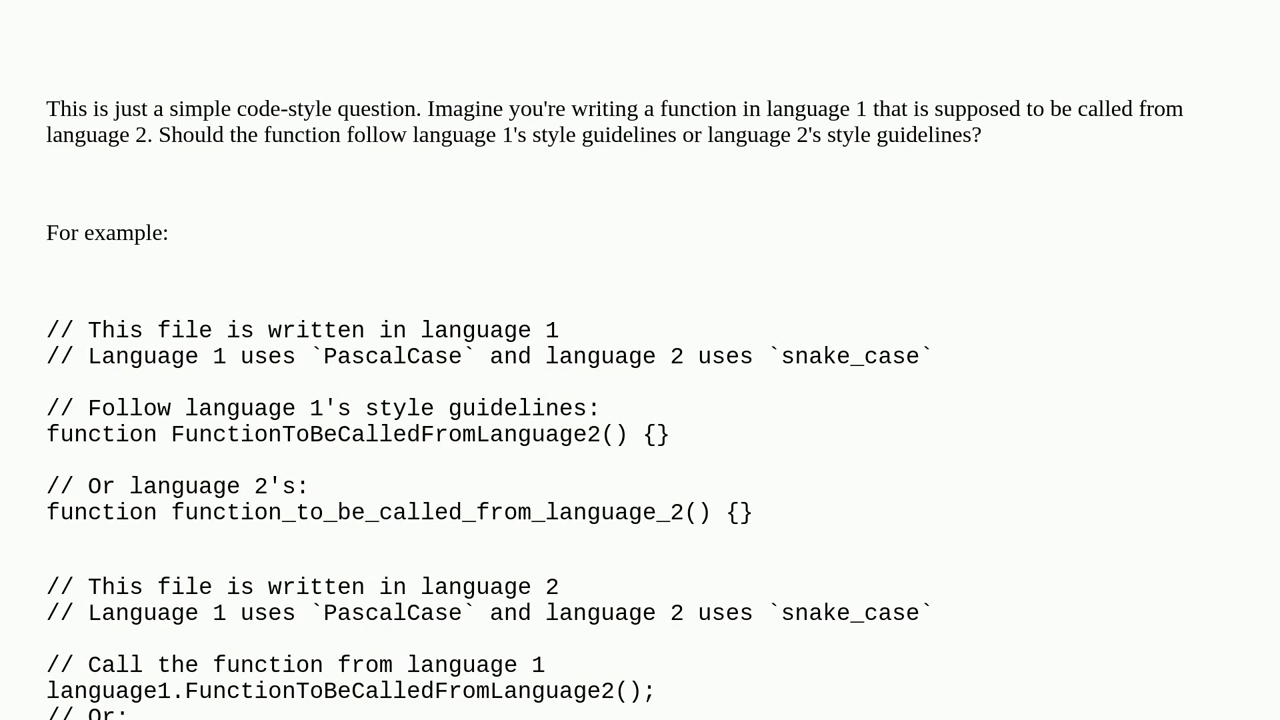 This is just a simple code-style question. Imagine you're writing a function in language 1 that is supposed to be called from
language 2. Should the function follow language 1's style guidelines or language 2's style guidelines?
For example:
// This file is written in language 1
// Language 1 uses `PascalCase` and language 2 uses `snake_case`
// Follow language 1's style guidelines:
function FunctionToBeCalledFromLanguage2() {}
// Or language 2's:
function function_to_be_called_from_language_2() {}
// This file is written in language 2
// Language 1 uses `PascalCase` and language 2 uses `snake_case`
// Call the function from language 1
language1.FunctionToBeCalledFromLanguage2();
// Or: